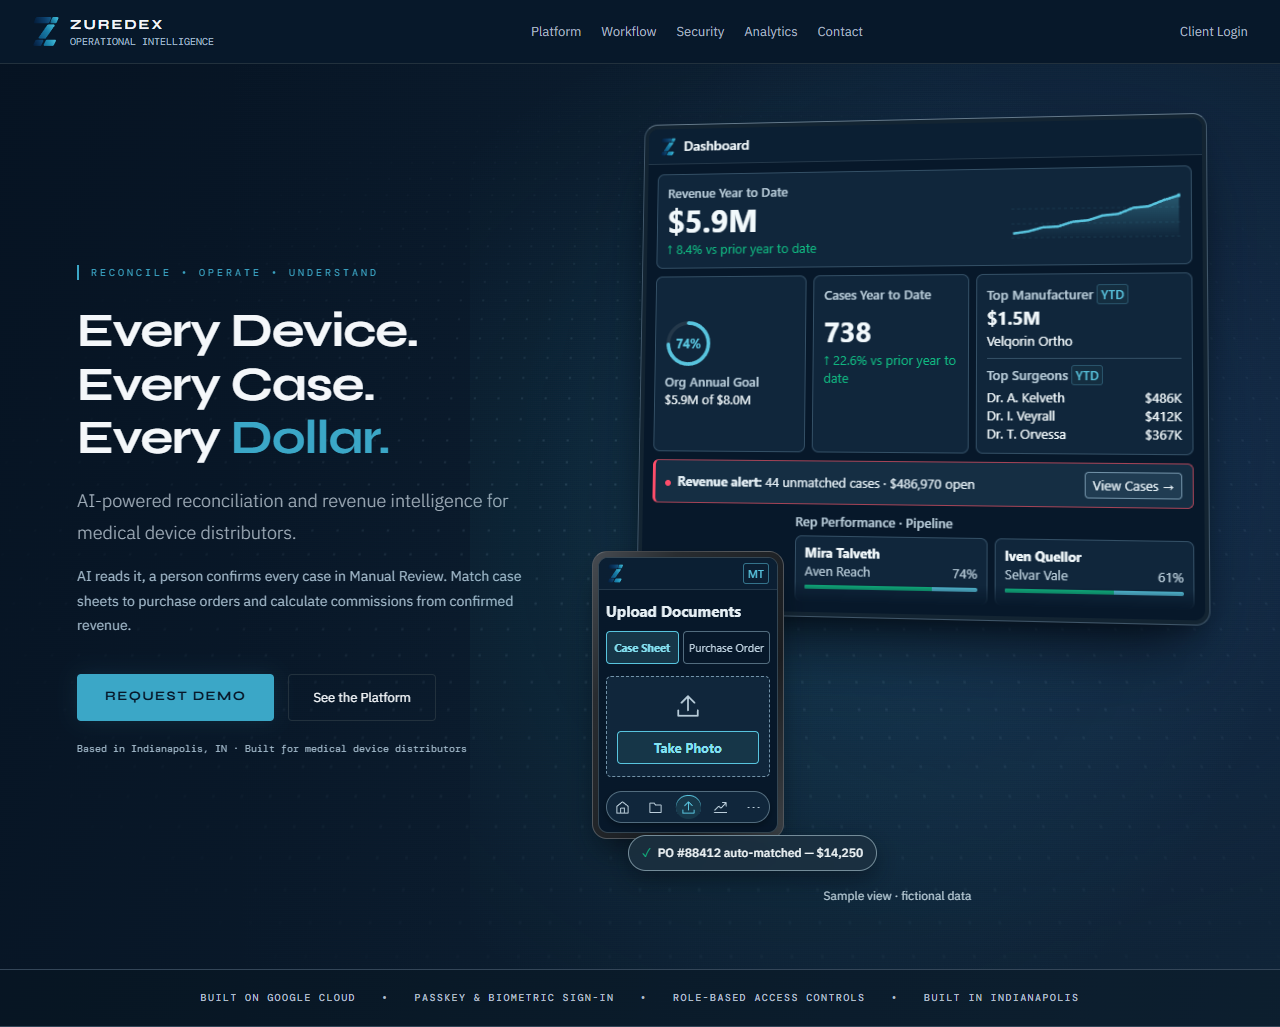 ZUREDEX
OPERATIONAL INTELLIGENCE
Platform
Workflow
Security
Analytics
Contact
Client Login
RECONCILE • OPERATE • UNDERSTAND
Every Device.
Every Case.
Every Dollar.
AI-powered reconciliation and revenue intelligence for
medical device distributors.
AI reads it, a person confirms every case in Manual Review. Match case
sheets to purchase orders and calculate commissions from confirmed
revenue.
REQUEST DEMO
See the Platform
Based in Indianapolis, IN · Built for medical device distributors
Dashboard
Revenue Year to Date
$5.9M
↑ 8.4% vs prior year to date
74%
Org Annual Goal
$5.9M of $8.0M
Cases Year to Date
738
↑ 22.6% vs prior year to
date
Top Manufacturer YTD
$1.5M
Velqorin Ortho
Top Surgeons YTD
Dr. A. Kelveth $486K
Dr. I. Veyrall $412K
Dr. T. Orvessa $367K
Revenue alert: 44 unmatched cases · $486,970 open
View Cases →
Rep Performance · Pipeline
Mira Talveth
Aven Reach 74%
Iven Quellor
Selvar Vale 61%
MT
Upload Documents
Case Sheet
Purchase Order
Take Photo
✓ PO #88412 auto-matched — $14,250
Sample view · fictional data
BUILT ON GOOGLE CLOUD • PASSKEY & BIOMETRIC SIGN-IN • ROLE-BASED ACCESS CONTROLS • BUILT IN INDIANAPOLIS